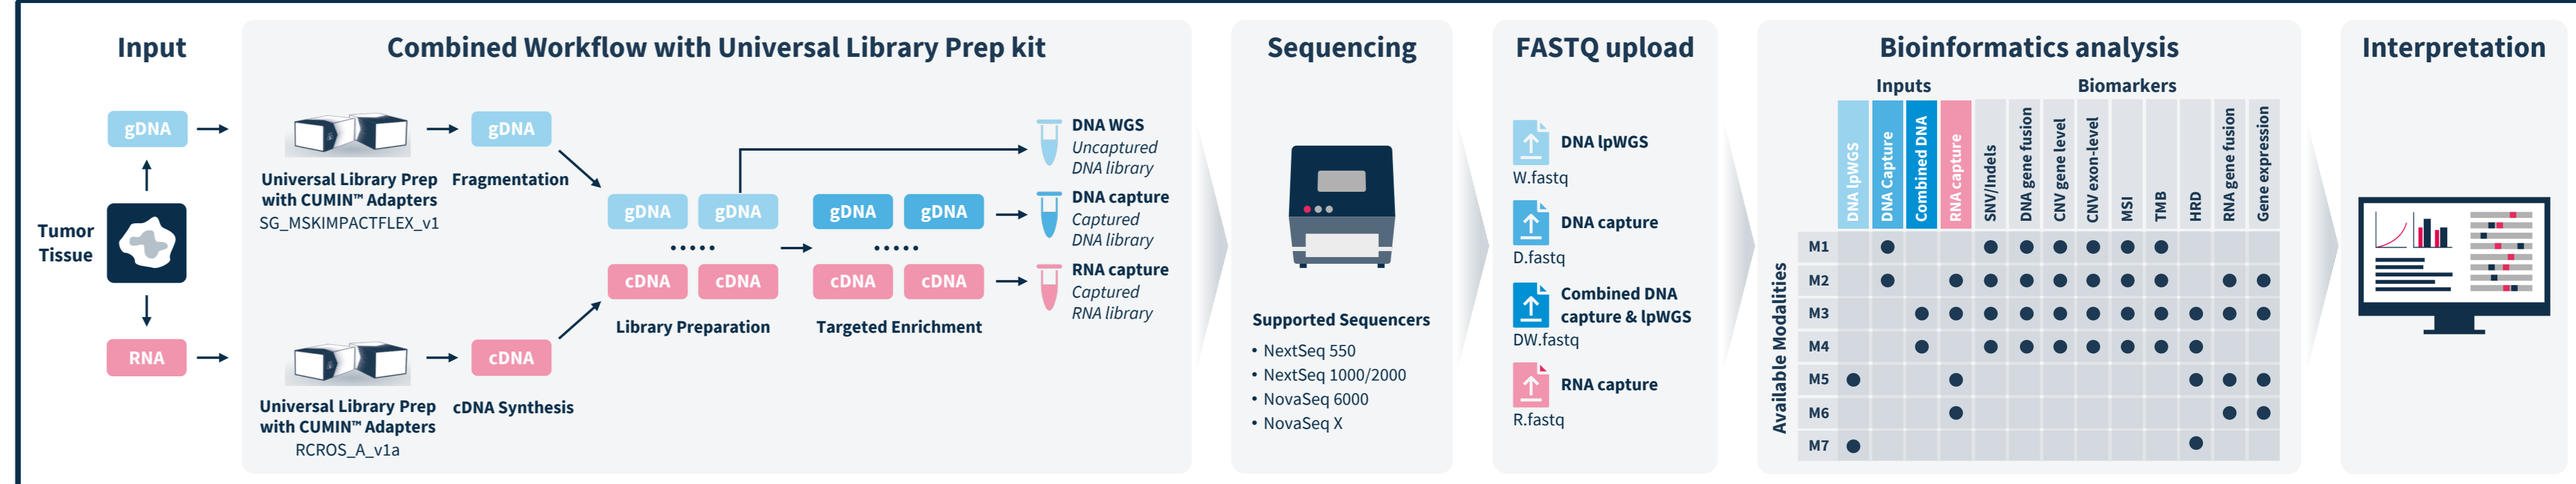 Input
gDNA
Tumor
Tissue
RNA
Combined Workflow with Universal Library Prep kit
Universal Library Prep
with CUMIN™ Adapters
SG_MSKIMPACTFLEX_v1
gDNA
Fragmentation
Universal Library Prep
with CUMIN™ Adapters
RCROS_A_v1a
cDNA
cDNA Synthesis
gDNA gDNA
cDNA cDNA
Library Preparation
gDNA gDNA
cDNA cDNA
Targeted Enrichment
DNA WGS
Uncaptured
DNA library
DNA capture
Captured
DNA library
RNA capture
Captured
RNA library
Sequencing
Supported Sequencers
• NextSeq 550
• NextSeq 1000/2000
• NovaSeq 6000
• NovaSeq X
FASTQ upload
DNA lpWGS
W.fastq
DNA capture
D.fastq
Combined DNA
capture & lpWGS
DW.fastq
RNA capture
R.fastq
Bioinformatics analysis
Inputs
Biomarkers
DNA lpWGS
DNA Capture
Combined DNA
RNA capture
SNV/Indels
DNA gene fusion
CNV gene level
CNV exon-level
MSI
TMB
HRD
RNA gene fusion
Gene expression
Available Modalities
M1
M2
M3
M4
M5
M6
M7
Interpretation